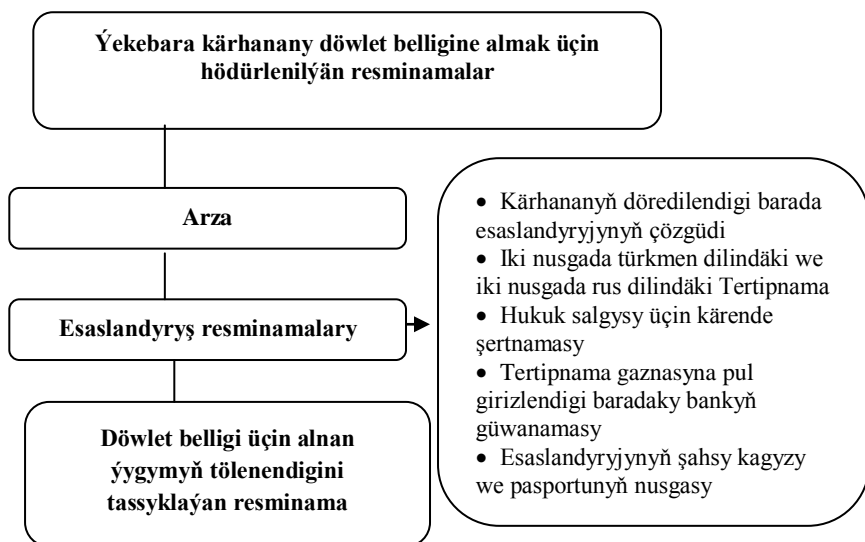 Ýekebara kärhanany döwlet belligine almak üçin
hödürlenilýän resminamalar
Arza
Esaslandyryş resminamalary
Döwlet belligi üçin alnan
ýygymyň tölenendigini
tassyklaýan resminama
• Kärhananyň döredilendigi barada
esaslandyryjynyň çözgüdi
• Iki nusgada türkmen dilindäki we
iki nusgada rus dilindäki Tertipnama
• Hukuk salgysy üçin kärende
şertnamasy
• Tertipnama gaznasyna pul
girizlendigi baradaky bankyň
güwanamasy
• Esaslandyryjynyň şahsy kagyzy
we pasportunyň nusgasy